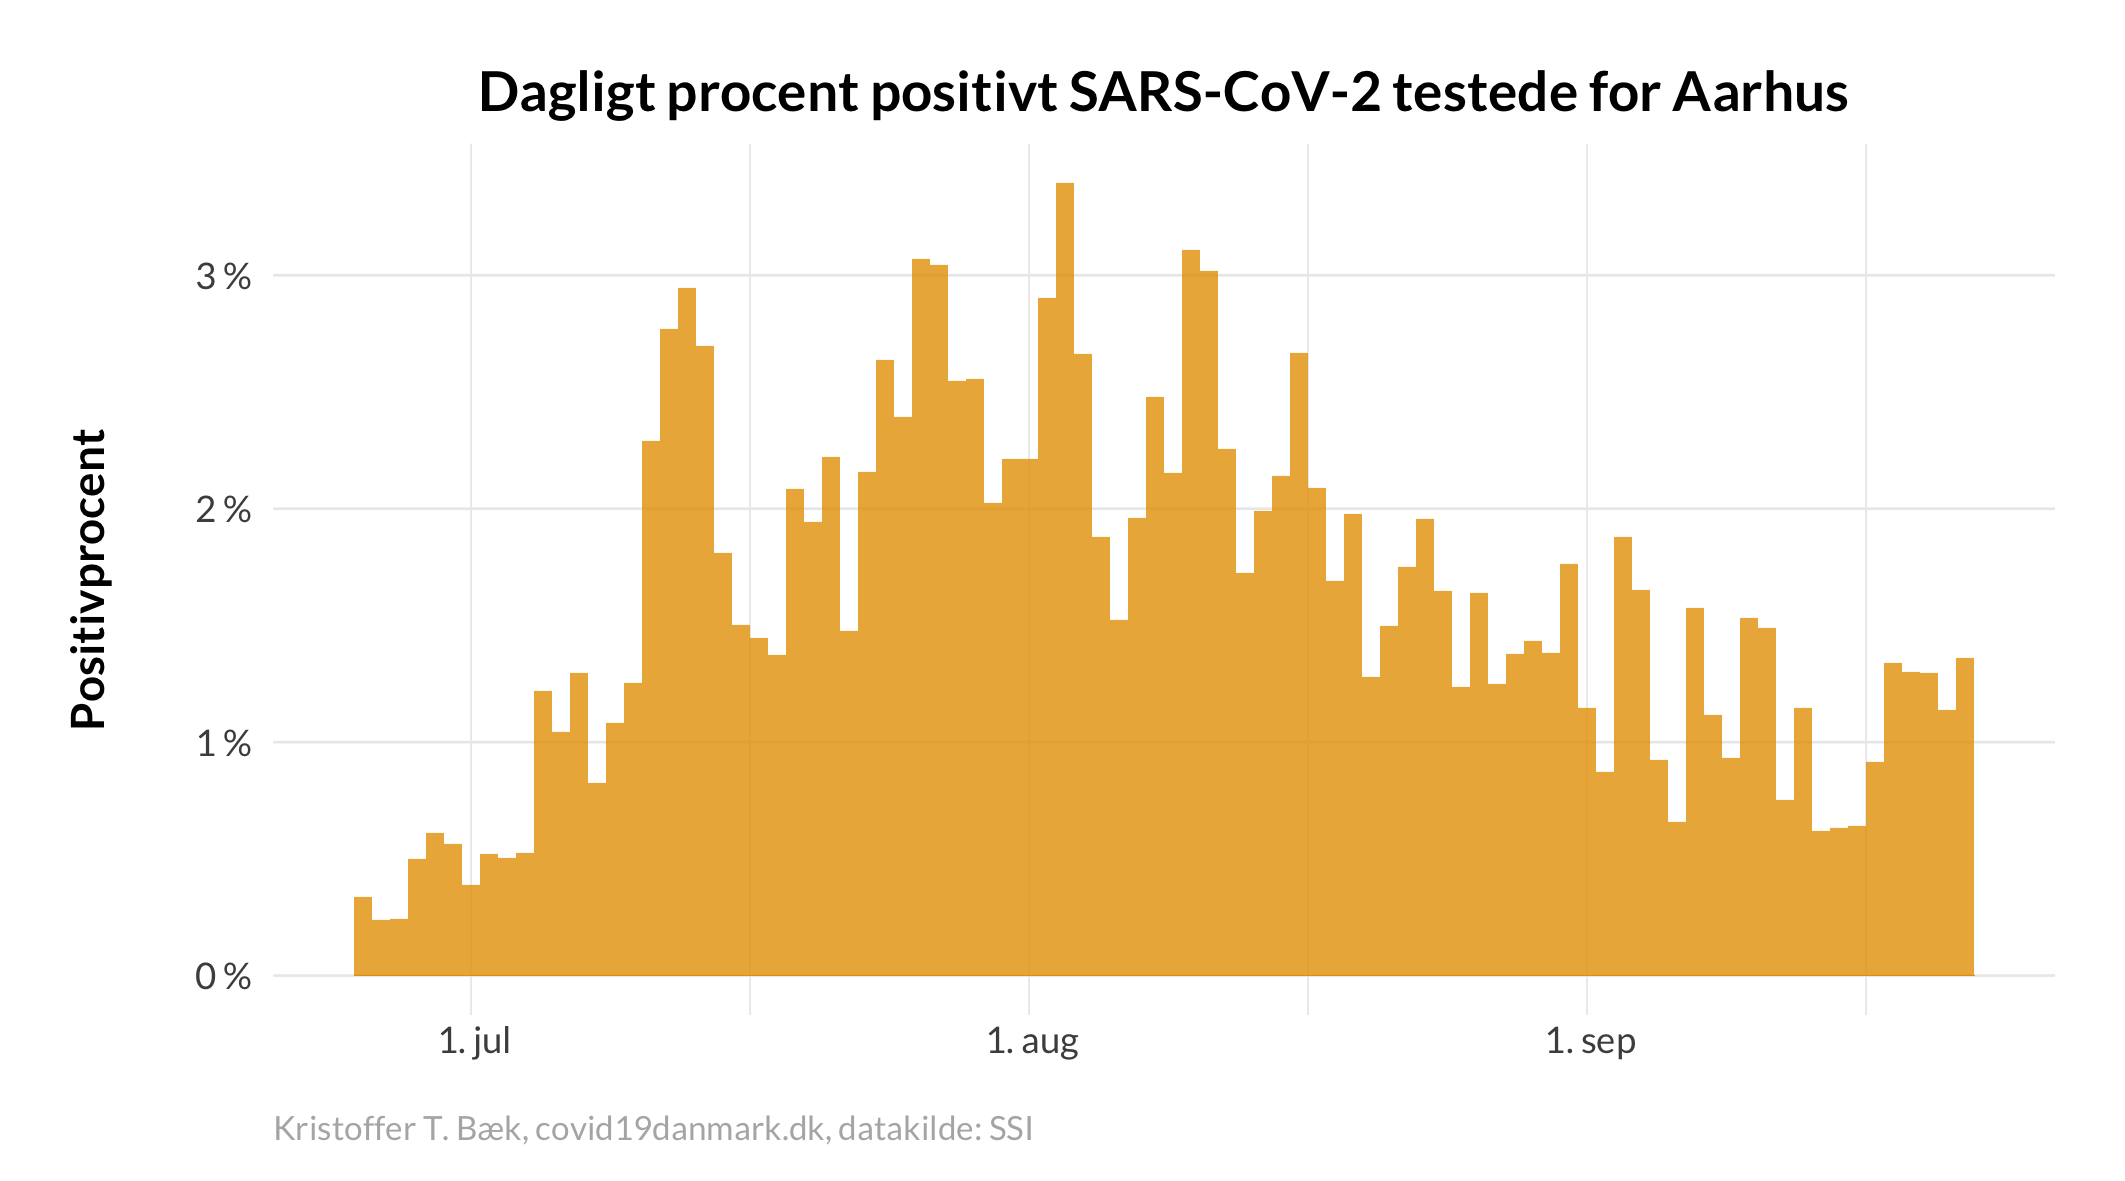 Dagligt procent positivt SARS-CoV-2 testede for Aarhus
Positivprocent
3 %
2 %
1 %
0 %
1. jul
1. aug
1. sep
Kristoffer T. Bæk, covid19danmark.dk, datakilde: SSI